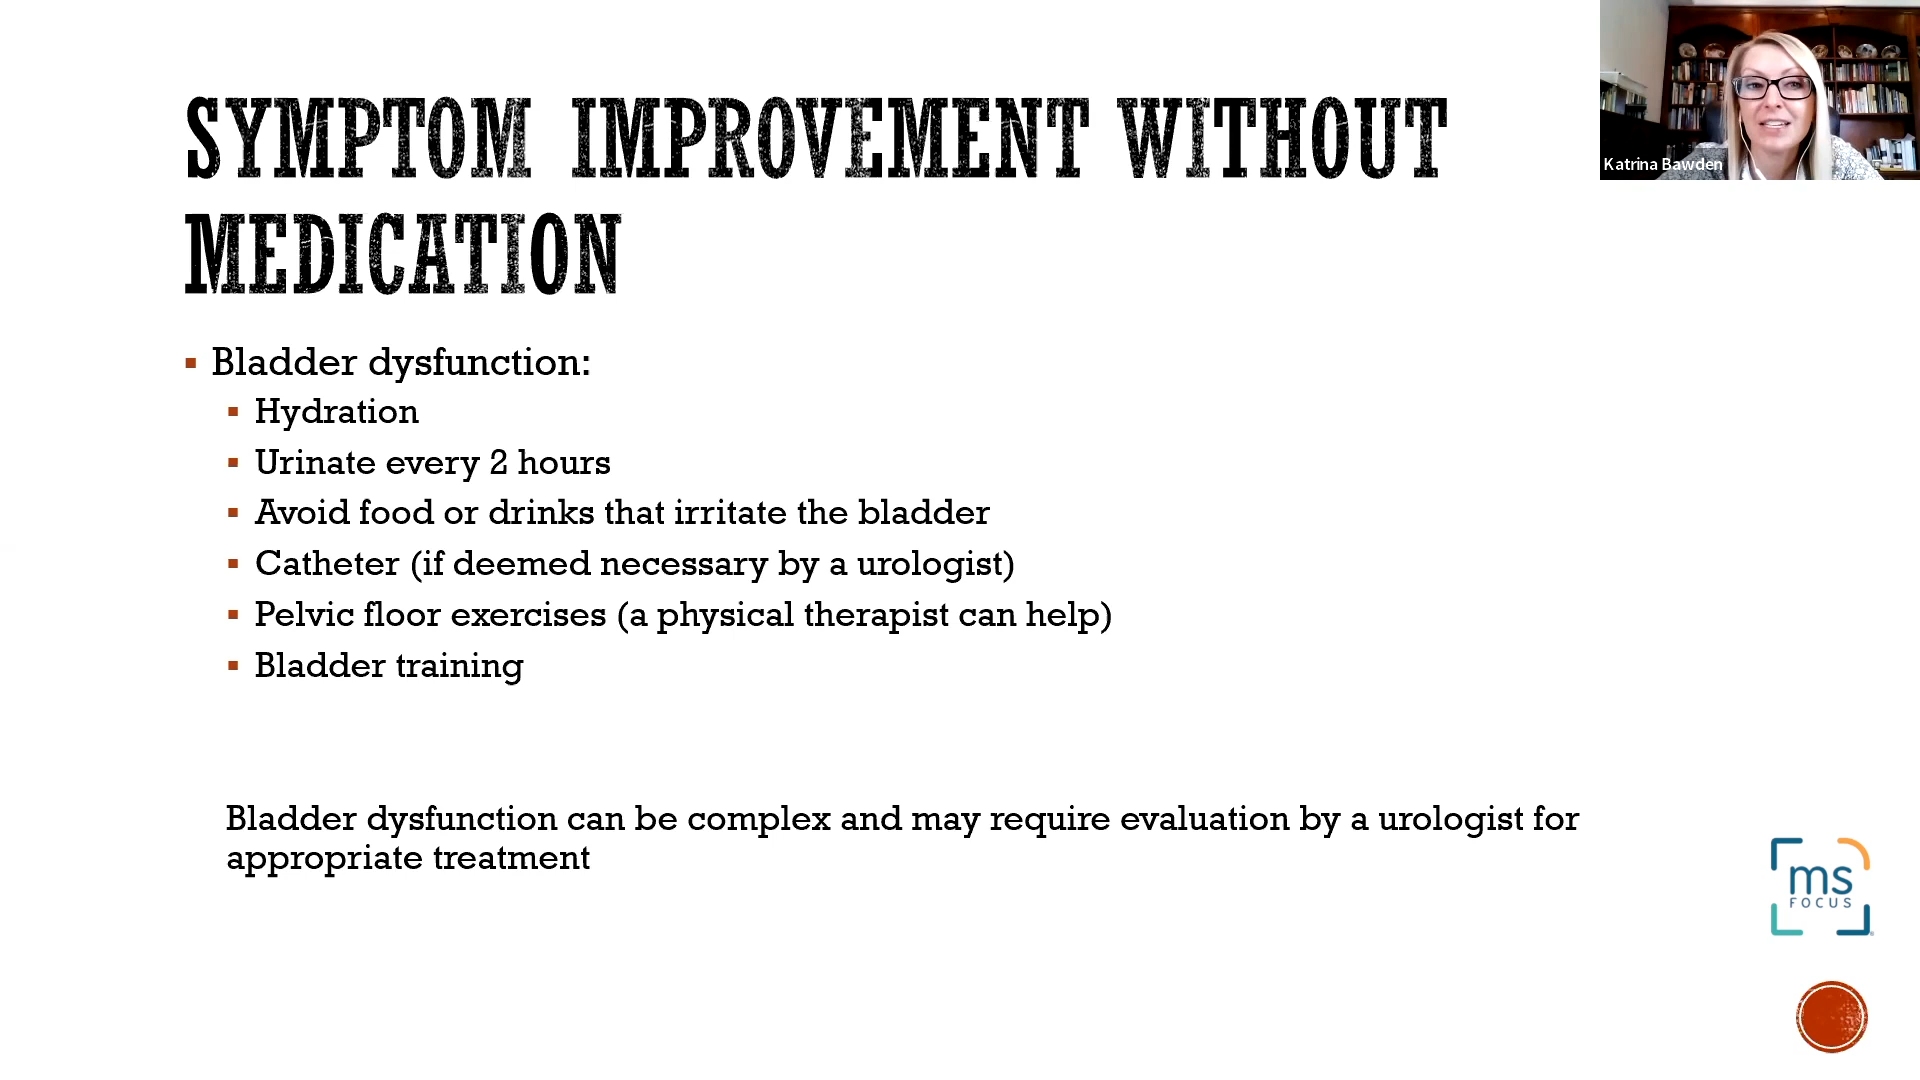 SYMPTOM IMPROVEMENT WITHOUT
MEDICATION
Katrina Bawden
Bladder dysfunction:
Hydration
Urinate every 2 hours
Avoid food or drinks that irritate the bladder
Catheter (if deemed necessary by a urologist)
Pelvic floor exercises (a physical therapist can help)
Bladder training
Bladder dysfunction can be complex and may require evaluation by a urologist for
appropriate treatment
ms
FOCUS